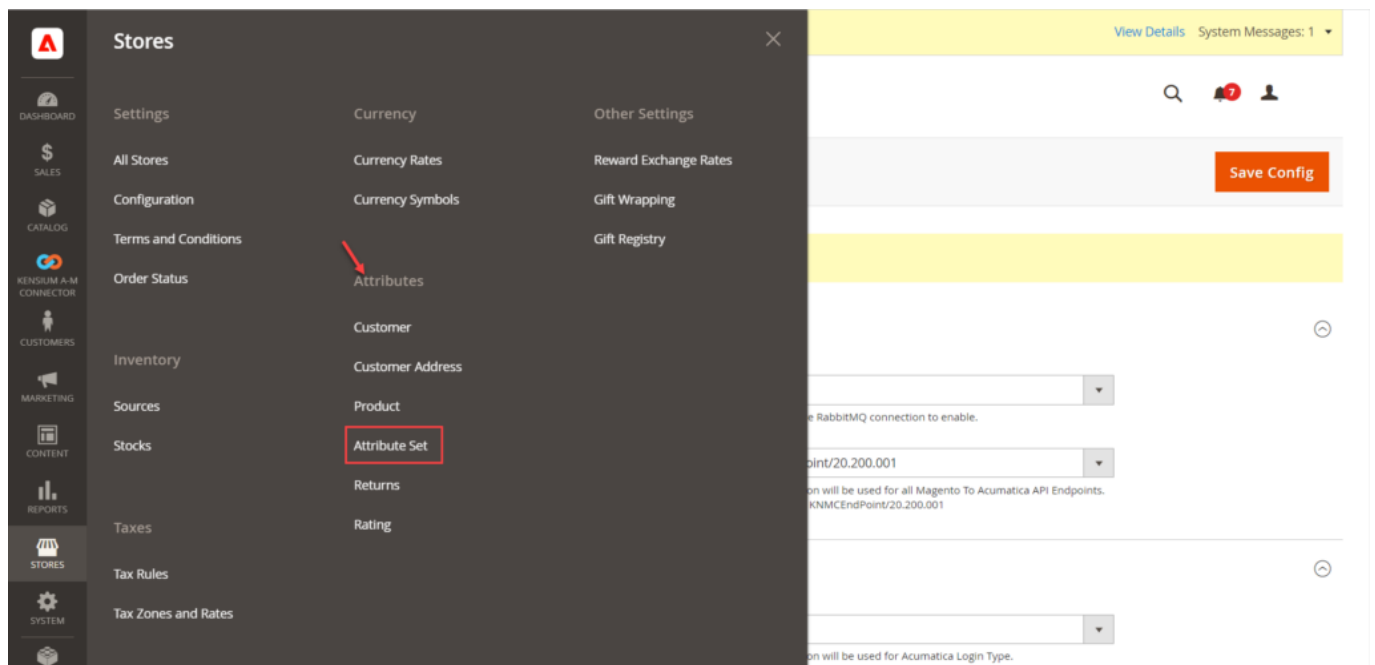 DASHBOARD
SALES
CATALOG
KENSIUM A-M
CONNECTOR
CUSTOMERS
MARKETING
CONTENT
REPORTS
STORES
SYSTEM
Stores
Settings
All Stores
Configuration
Terms and Conditions
Order Status
Inventory
Sources
Stocks
Taxes
Tax Rules
Tax Zones and Rates
Currency
Currency Rates
Currency Symbols
Attributes
Customer
Customer Address
Product
Attribute Set
Returns
Rating
Other Settings
Reward Exchange Rates
Gift Wrapping
Gift Registry
View Details System Messages: 1
7
Save Config
e RabbitMQ connection to enable.
oint/20.200.001
on will be used for all Magento To Acumatica API Endpoints.
KNMCEndPoint/20.200.001
on will be used for Acumatica Login Type.